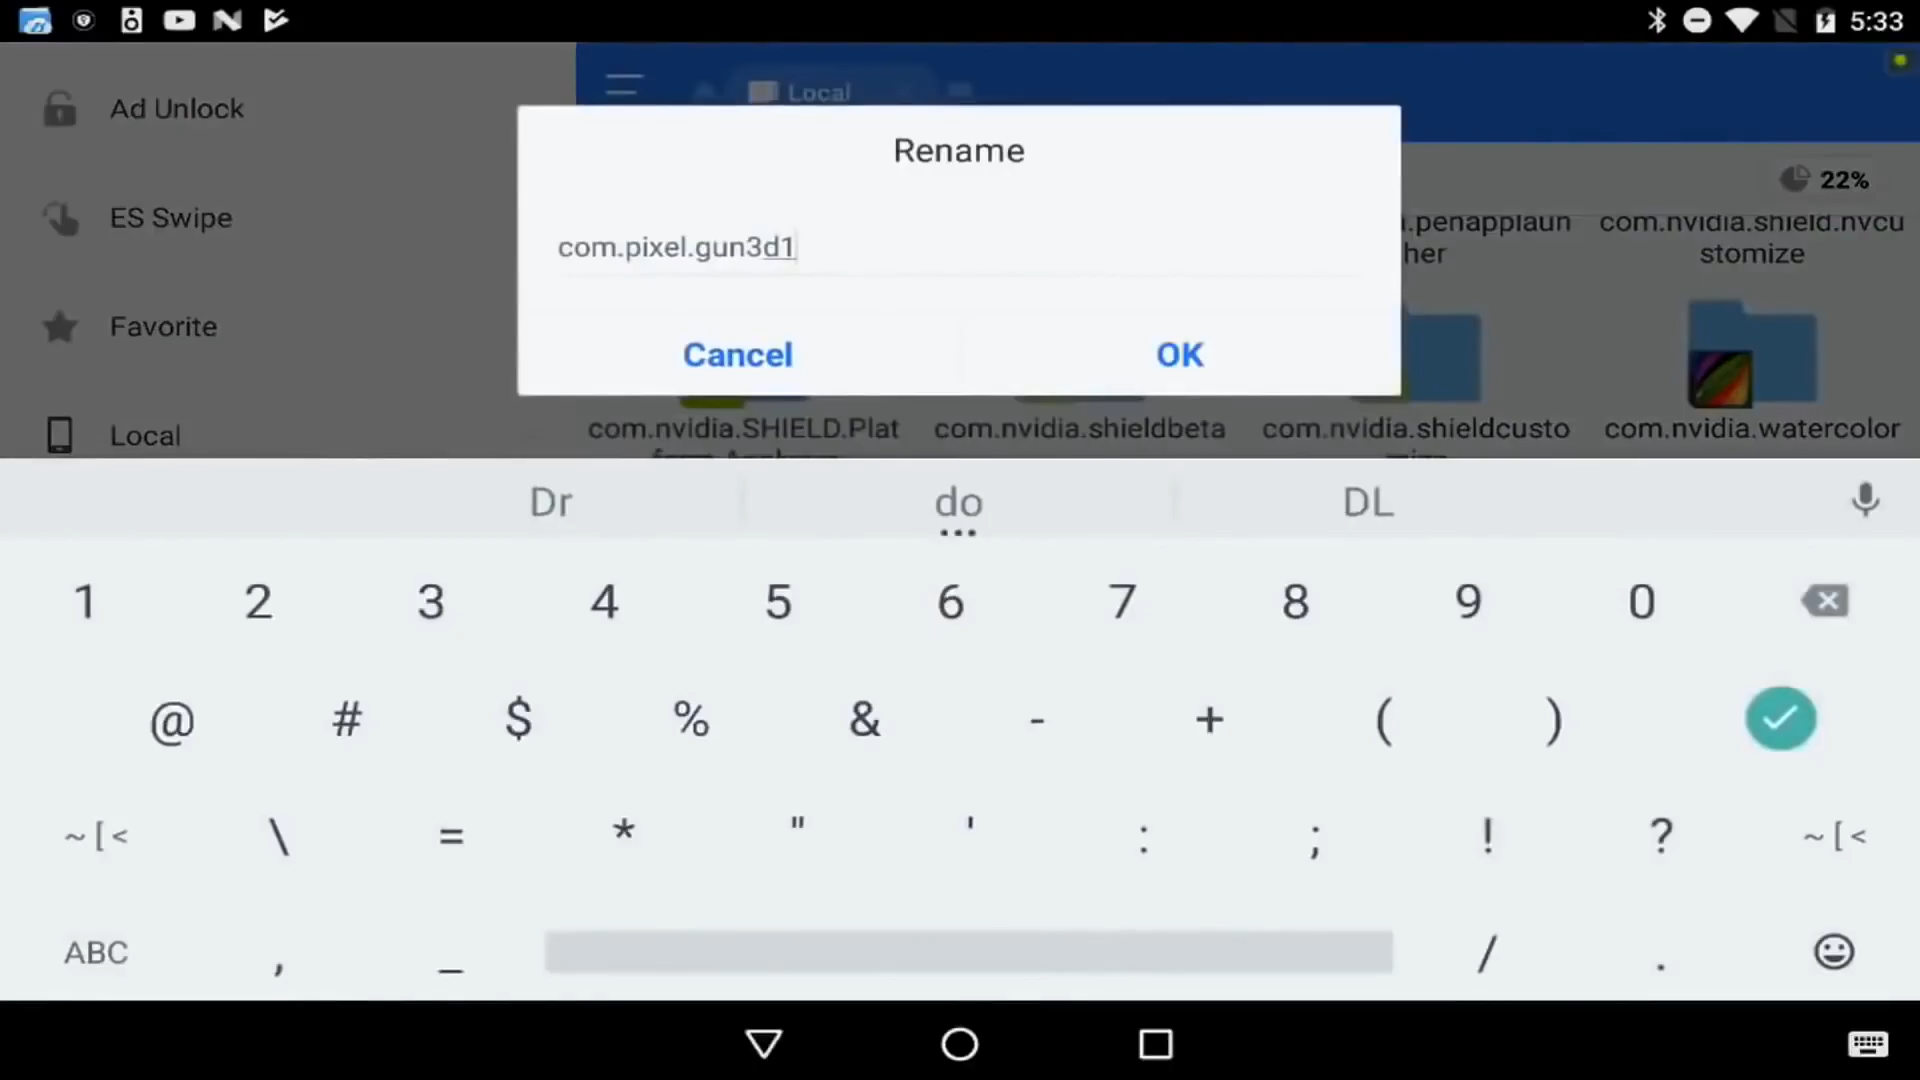 5:33
Ad Unlock
ES Swipe
Favorite
Local
Local
22%
Rename
com.pixel.gun3d1
Cancel
OK
.penapplaun
her
com.nvidia.shield.nvcu
stomize
com.nvidia.SHIELD.Plat
com.nvidia.shieldbeta
com.nvidia.shieldcusto
com.nvidia.watercolor
Dr do DL
1 2 3 4 5 6 7 8 9 0
@ # $ % & - + ( )
~[< \ = * " ' : ; ! ? ~[<
ABC , _ / .